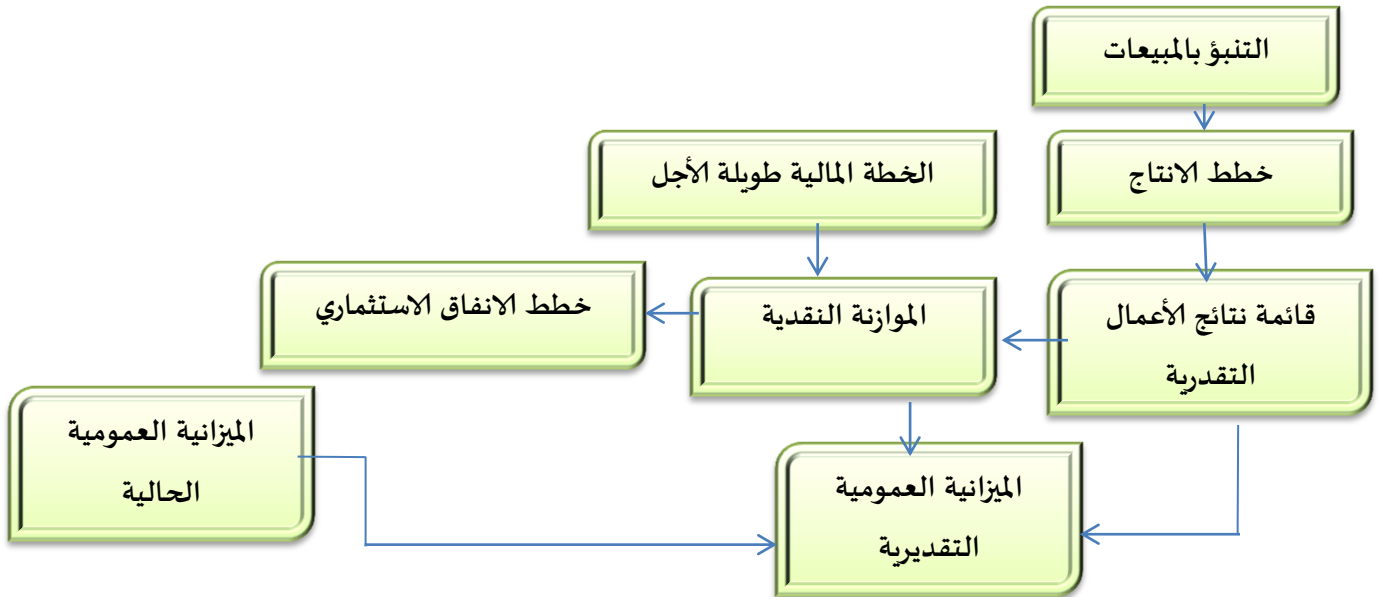 التنبؤ بالمبيعات
خطط الانتاج
الخطة المالية طويلة الأجل
قائمة نتائج الأعمال
التقدرية
الموازنة النقدية
خطط الانفاق الاستثماري
الميزانية العمومية
الحالية
الميزانية العمومية
التقديرية